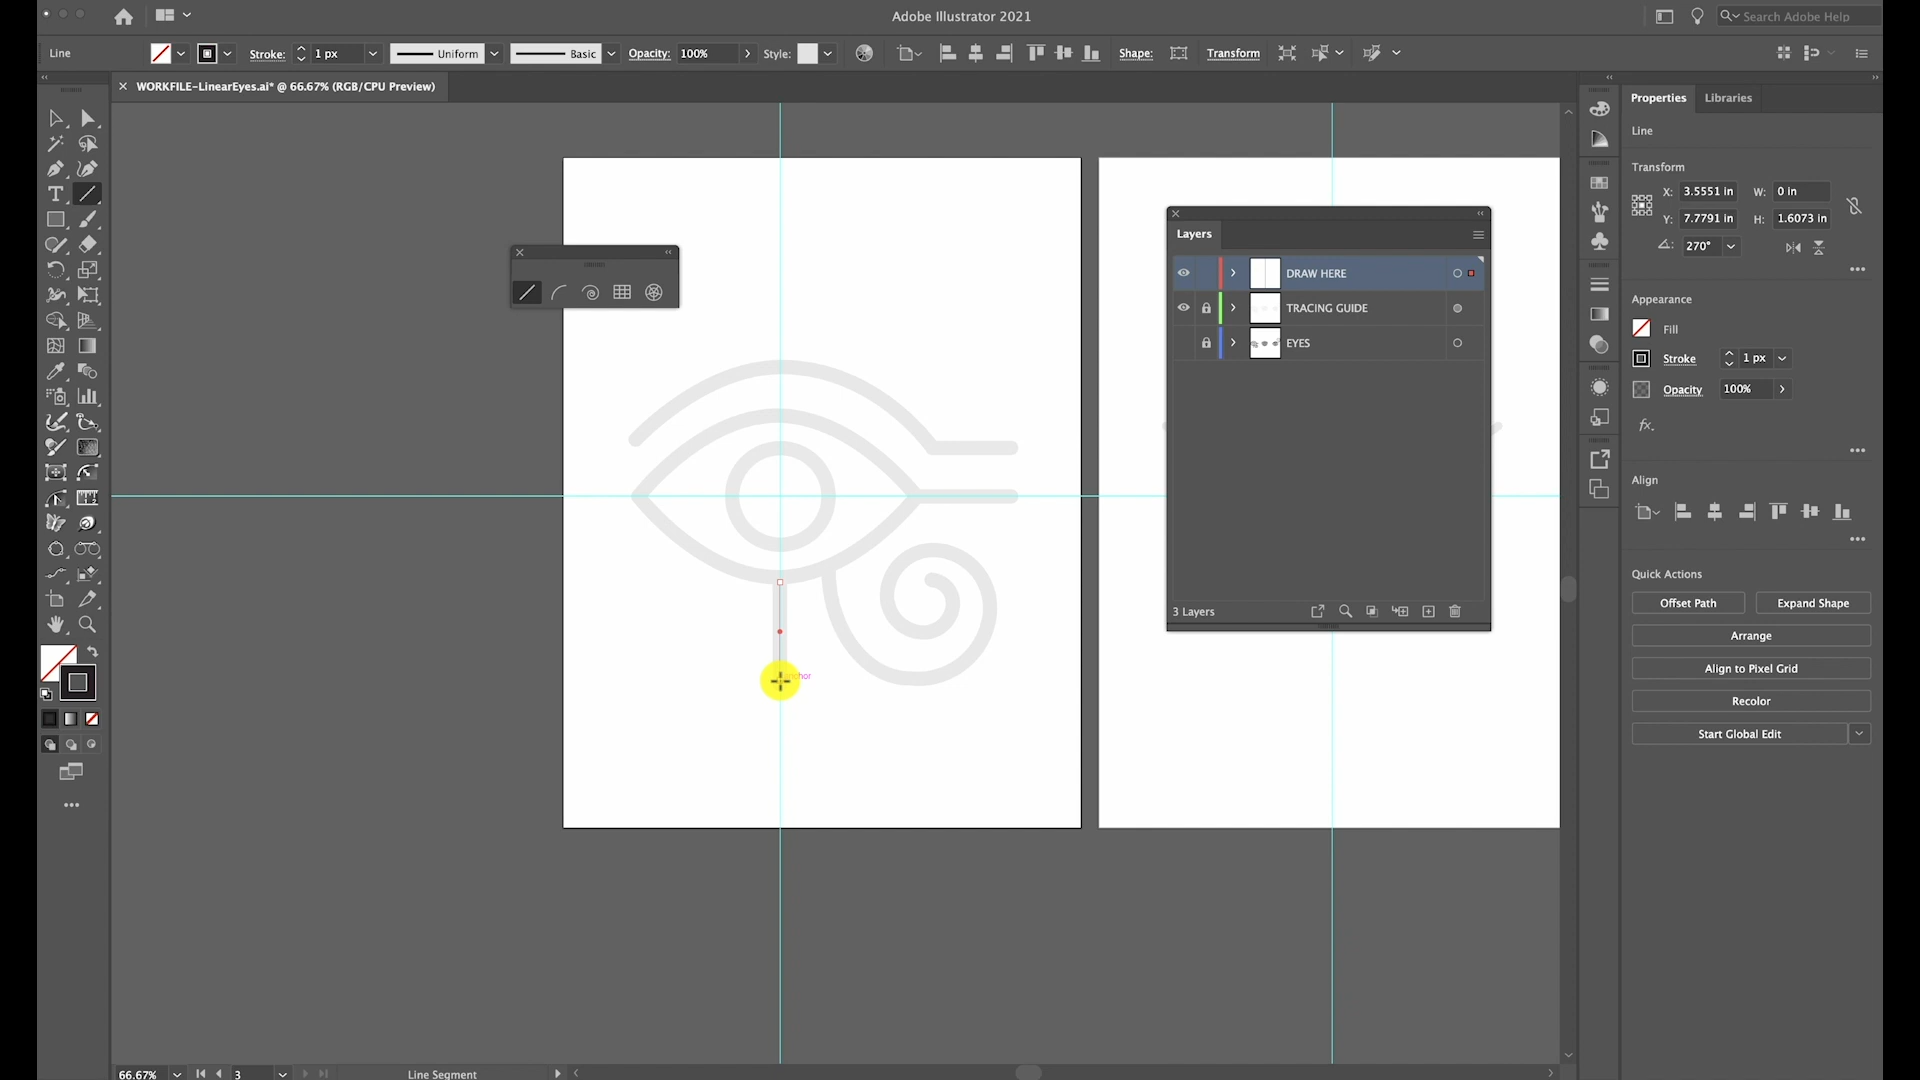 Adobe Illustrator 2021
Search Adobe Help
Line
Stroke:
1 px
Uniform
Basic
Opacity:
100%
Style:
Shape:
Transform
WORKFILE-LinearEyes.ai* @ 66.67% (RGB/CPU Preview)
Properties
Libraries
Line
Transform
X:
3.5551 in
W:
0 in
Y:
7.7791 in
H:
1.6073 in
270°
Appearance
Fill
Stroke
1 px
Opacity
100%
fx.
Align
Quick Actions
Offset Path
Expand Shape
Arrange
Align to Pixel Grid
Recolor
Start Global Edit
Layers
DRAW HERE
TRACING GUIDE
EYES
3 Layers
66.67%
3
Line Segment